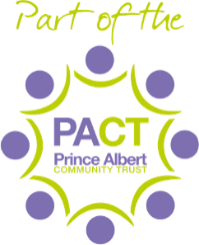 Part of the
PACT
Prince Albert
COMMUNITY TRUST